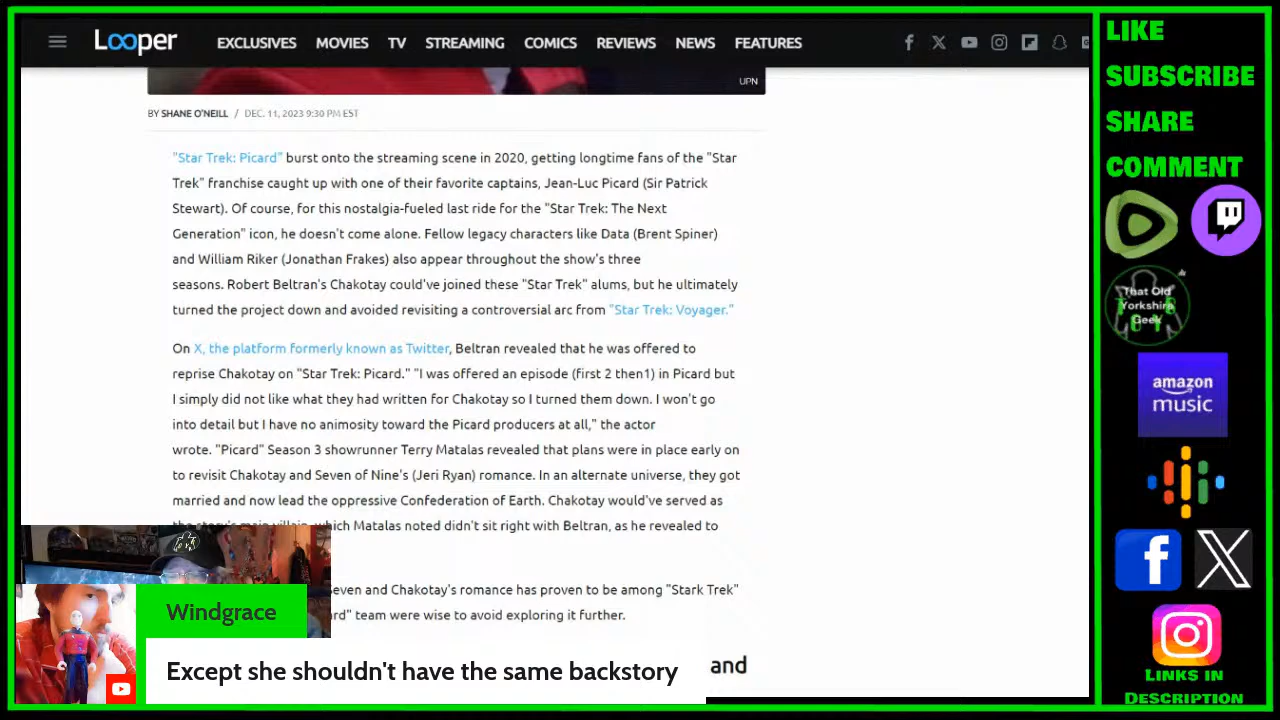 Looper
EXCLUSIVES MOVIES TV STREAMING COMICS REVIEWS NEWS FEATURES
UPN
BY SHANE O'NEILL / DEC. 11, 2023 9:30 PM EST
"Star Trek: Picard" burst onto the streaming scene in 2020, getting longtime fans of the "Star
Trek" franchise caught up with one of their favorite captains, Jean-Luc Picard (Sir Patrick
Stewart). Of course, for this nostalgia-fueled last ride for the "Star Trek: The Next
Generation" icon, he doesn't come alone. Fellow legacy characters like Data (Brent Spiner)
and William Riker (Jonathan Frakes) also appear throughout the show's three
seasons. Robert Beltran's Chakotay could've joined these "Star Trek" alums, but he ultimately
turned the project down and avoided revisiting a controversial arc from "Star Trek: Voyager."
On X, the platform formerly known as Twitter, Beltran revealed that he was offered to
reprise Chakotay on "Star Trek: Picard." "I was offered an episode (first 2 then1) in Picard but
I simply did not like what they had written for Chakotay so I turned them down. I won't go
into detail but I have no animosity toward the Picard producers at all," the actor
wrote. "Picard" Season 3 showrunner Terry Matalas revealed that plans were in place early on
to revisit Chakotay and Seven of Nine's (Jeri Ryan) romance. In an alternate universe, they got
married and now lead the oppressive Confederation of Earth. Chakotay would've served as
the story's main villain, which Matalas noted didn't sit right with Beltran, as he revealed to
Seven and Chakotay's romance has proven to be among "Stark Trek"
team were wise to avoid exploring it further.
and
Windgrace
Except she shouldn't have the same backstory
LIKE
SUBSCRIBE
SHARE
COMMENT
That Old
Yorkshire
Geek
amazon
music
LINKS IN
DESCRIPTION